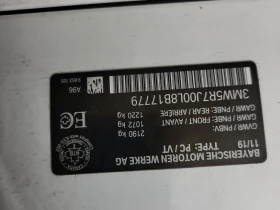 BAYERISCHE MOTOREN WERKE AG
11/19 TYPE: PC / VT
GVWR / PNBV:
2190 kg
GAWR / PNBE: FRONT / AVANT
1072 kg
GAWR / PNBE: REAR / ARRIÈRE
1220 kg
3MW5R7J00L8B17779
EC
A96